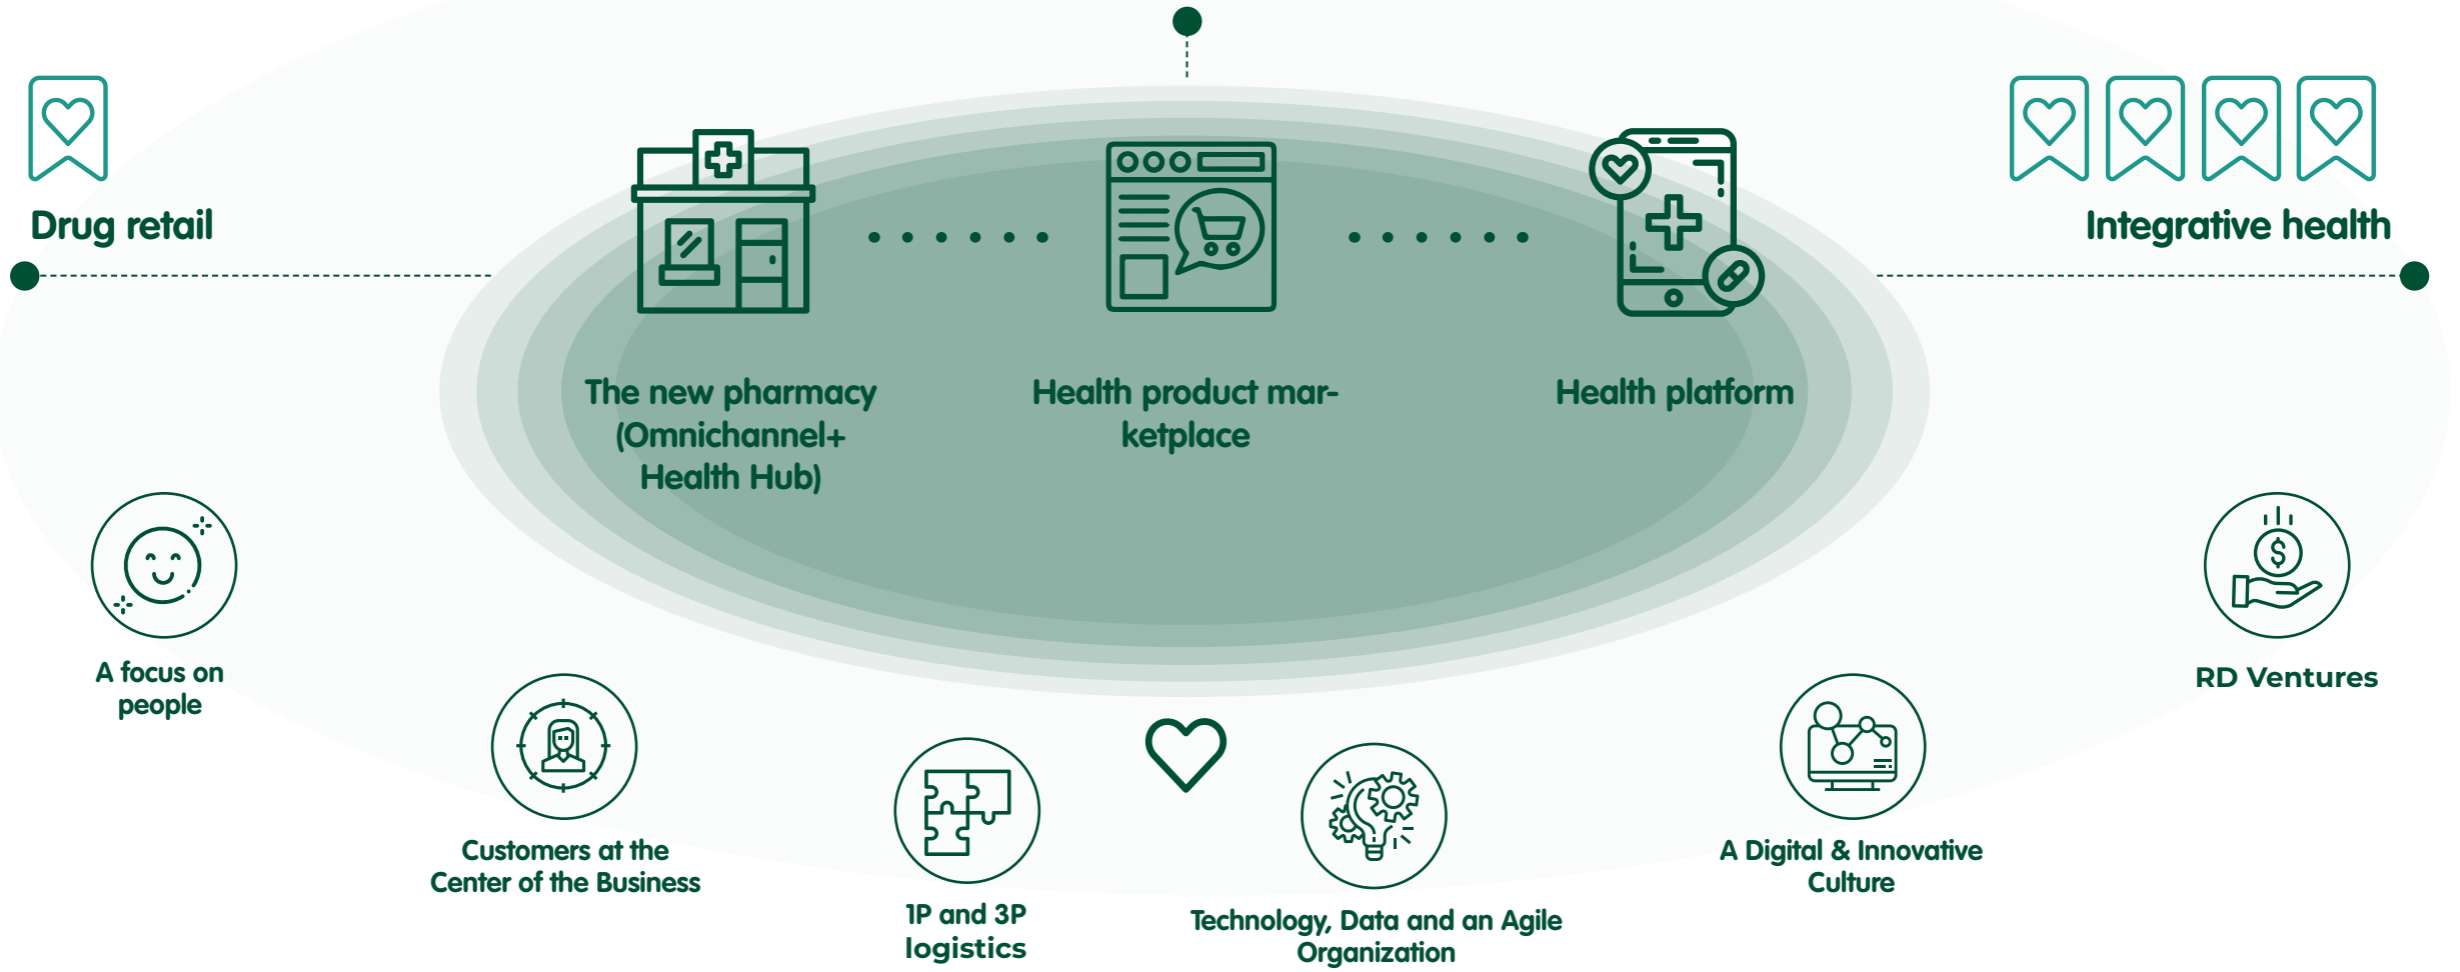 Drug retail
Integrative health
The new pharmacy
(Omnichannel+
Health Hub)
Health product mar-
ketplace
Health platform
A focus on
people
Customers at the
Center of the Business
1P and 3P
logistics
Technology, Data and an Agile
Organization
A Digital & Innovative
Culture
RD Ventures